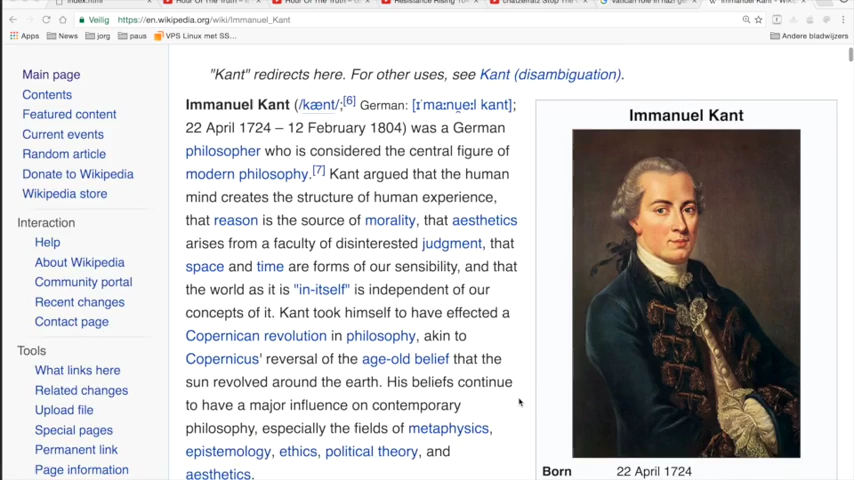 Veilig
https://en.wikipedia.org/wiki/Immanuel_Kant
Apps
News
jorg
paus
VPS Linux met SS...
Andere bladwijzers
"Kant" redirects here. For other uses, see Kant (disambiguation).
Main page
Contents
Featured content
Current events
Random article
Donate to Wikipedia
Wikipedia store
Interaction
Help
About Wikipedia
Community portal
Recent changes
Contact page
Tools
What links here
Related changes
Upload file
Special pages
Permanent link
Page information
Immanuel Kant (/kænt/;[6] German: [ɪˈmaːnu̯eːl kant];
22 April 1724 – 12 February 1804) was a German
philosopher who is considered the central figure of
modern philosophy.[7] Kant argued that the human
mind creates the structure of human experience,
that reason is the source of morality, that aesthetics
arises from a faculty of disinterested judgment, that
space and time are forms of our sensibility, and that
the world as it is "in-itself" is independent of our
concepts of it. Kant took himself to have effected a
Copernican revolution in philosophy, akin to
Copernicus' reversal of the age-old belief that the
sun revolved around the earth. His beliefs continue
to have a major influence on contemporary
philosophy, especially the fields of metaphysics,
epistemology, ethics, political theory, and
aesthetics.
Immanuel Kant
Born 22 April 1724